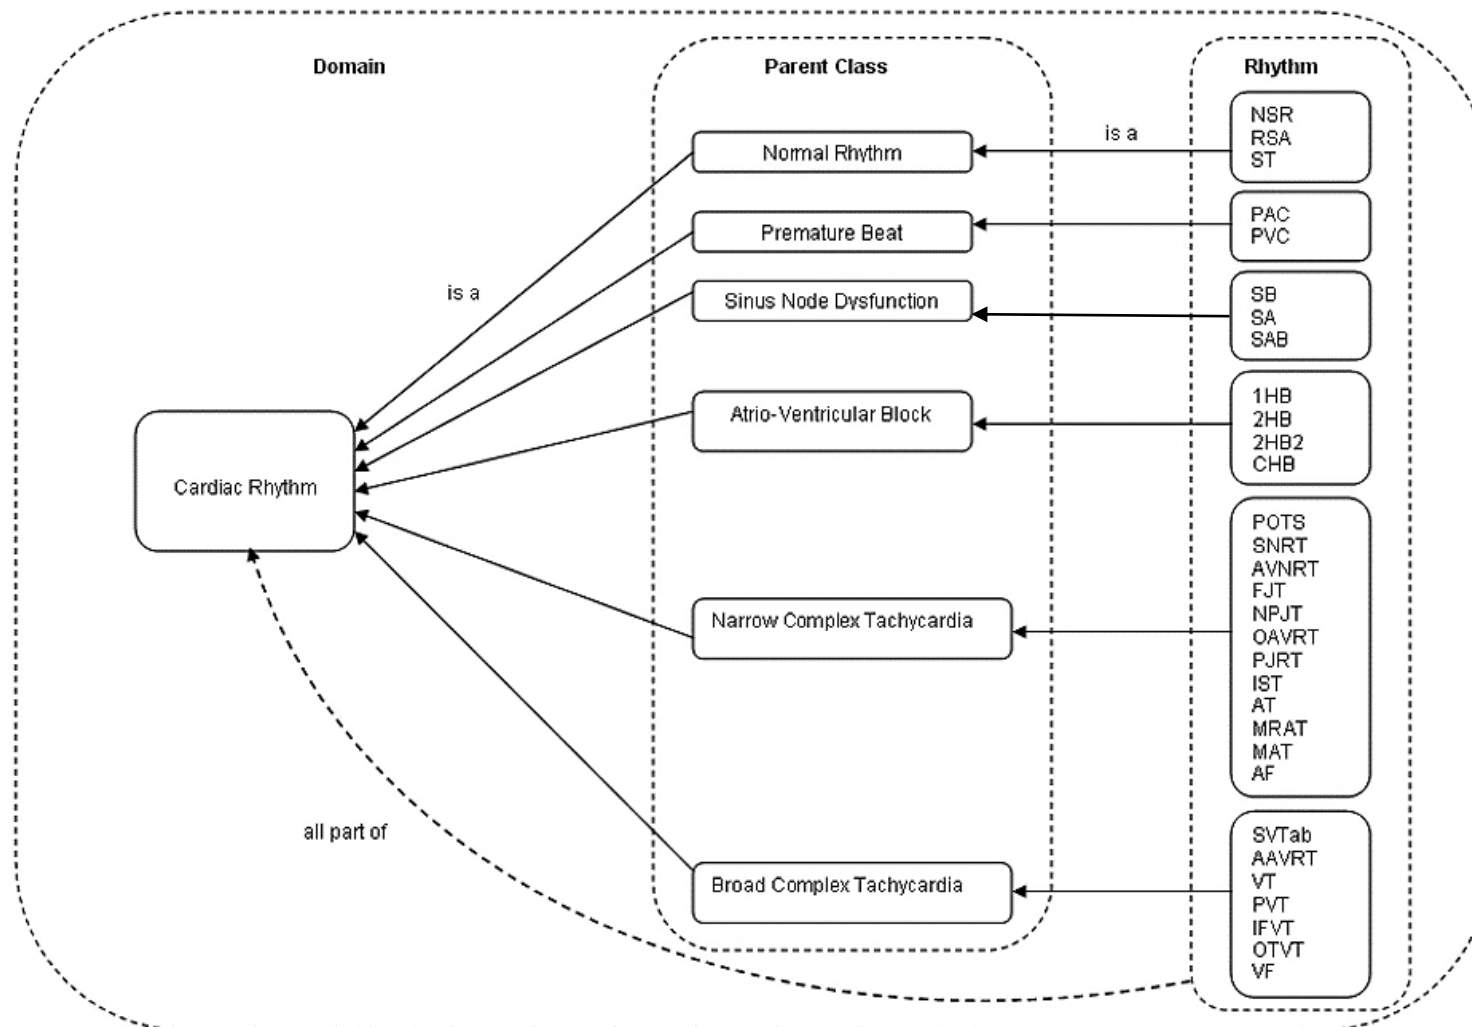 Domain
Parent Class
Rhythm
NSR
RSA
ST
is a
Normal Rhythm
PAC
PVC
Premature Beat
is a
Sinus Node Dysfunction
SB
SA
SAB
1HB
2HB
2HB2
CHB
Atrio-Ventricular Block
Cardiac Rhythm
POTS
SNRT
AVNRT
FJT
NPJT
OAVRT
PJRT
IST
AT
MRAT
MAT
AF
Narrow Complex Tachycardia
all part of
Broad Complex Tachycardia
SVTab
AAVRT
VT
PVT
IFVT
OTVT
VF